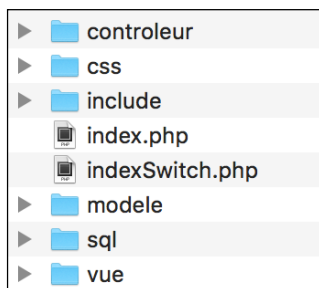 controleur
css
include
index.php
indexSwitch.php
modele
sql
vue